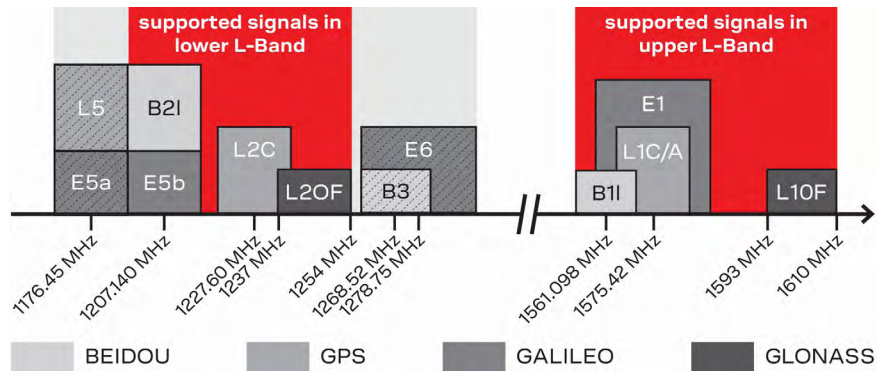 supported signals in
lower L-Band
supported signals in
upper L-Band
L5
B2I
E5a
E5b
L2C
L2OF
E6
B3
E1
L1C/A
B1I
L1OF
1176.45 MHz
1207.140 MHz
1227.60 MHz
1237 MHz
1254 MHz
1268.52 MHz
1278.75 MHz
1561.098 MHz
1575.42 MHz
1593 MHz
1610 MHz
BEIDOU
GPS
GALILEO
GLONASS